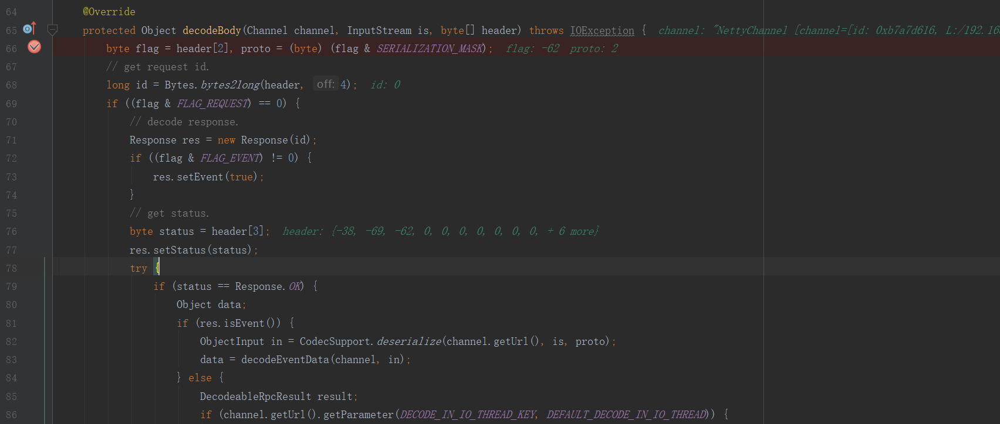 64 @Override
65 protected Object decodeBody(Channel channel, InputStream is, byte[] header) throws IOException { channel: "NettyChannel [channel=[id: 0xb7a7d616, L:/192.16
66 byte flag = header[2], proto = (byte) (flag & SERIALIZATION_MASK); flag: -62 proto: 2
67 // get request id.
68 long id = Bytes.bytes2long(header, off: 4); id: 0
69 if ((flag & FLAG_REQUEST) == 0) {
70 // decode response.
71 Response res = new Response(id);
72 if ((flag & FLAG_EVENT) != 0) {
73 res.setEvent(true);
74 }
75 // get status.
76 byte status = header[3]; header: {-38, -69, -62, 0, 0, 0, 0, 0, 0, 0, + 6 more}
77 res.setStatus(status);
78 try {
79 if (status == Response.OK) {
80 Object data;
81 if (res.isEvent()) {
82 ObjectInput in = CodecSupport.deserialize(channel.getUrl(), is, proto);
83 data = decodeEventData(channel, in);
84 } else {
85 DecodeableRpcResult result;
86 if (channel.getUrl().getParameter(DECODE_IN_IO_THREAD_KEY, DEFAULT_DECODE_IN_IO_THREAD)) {